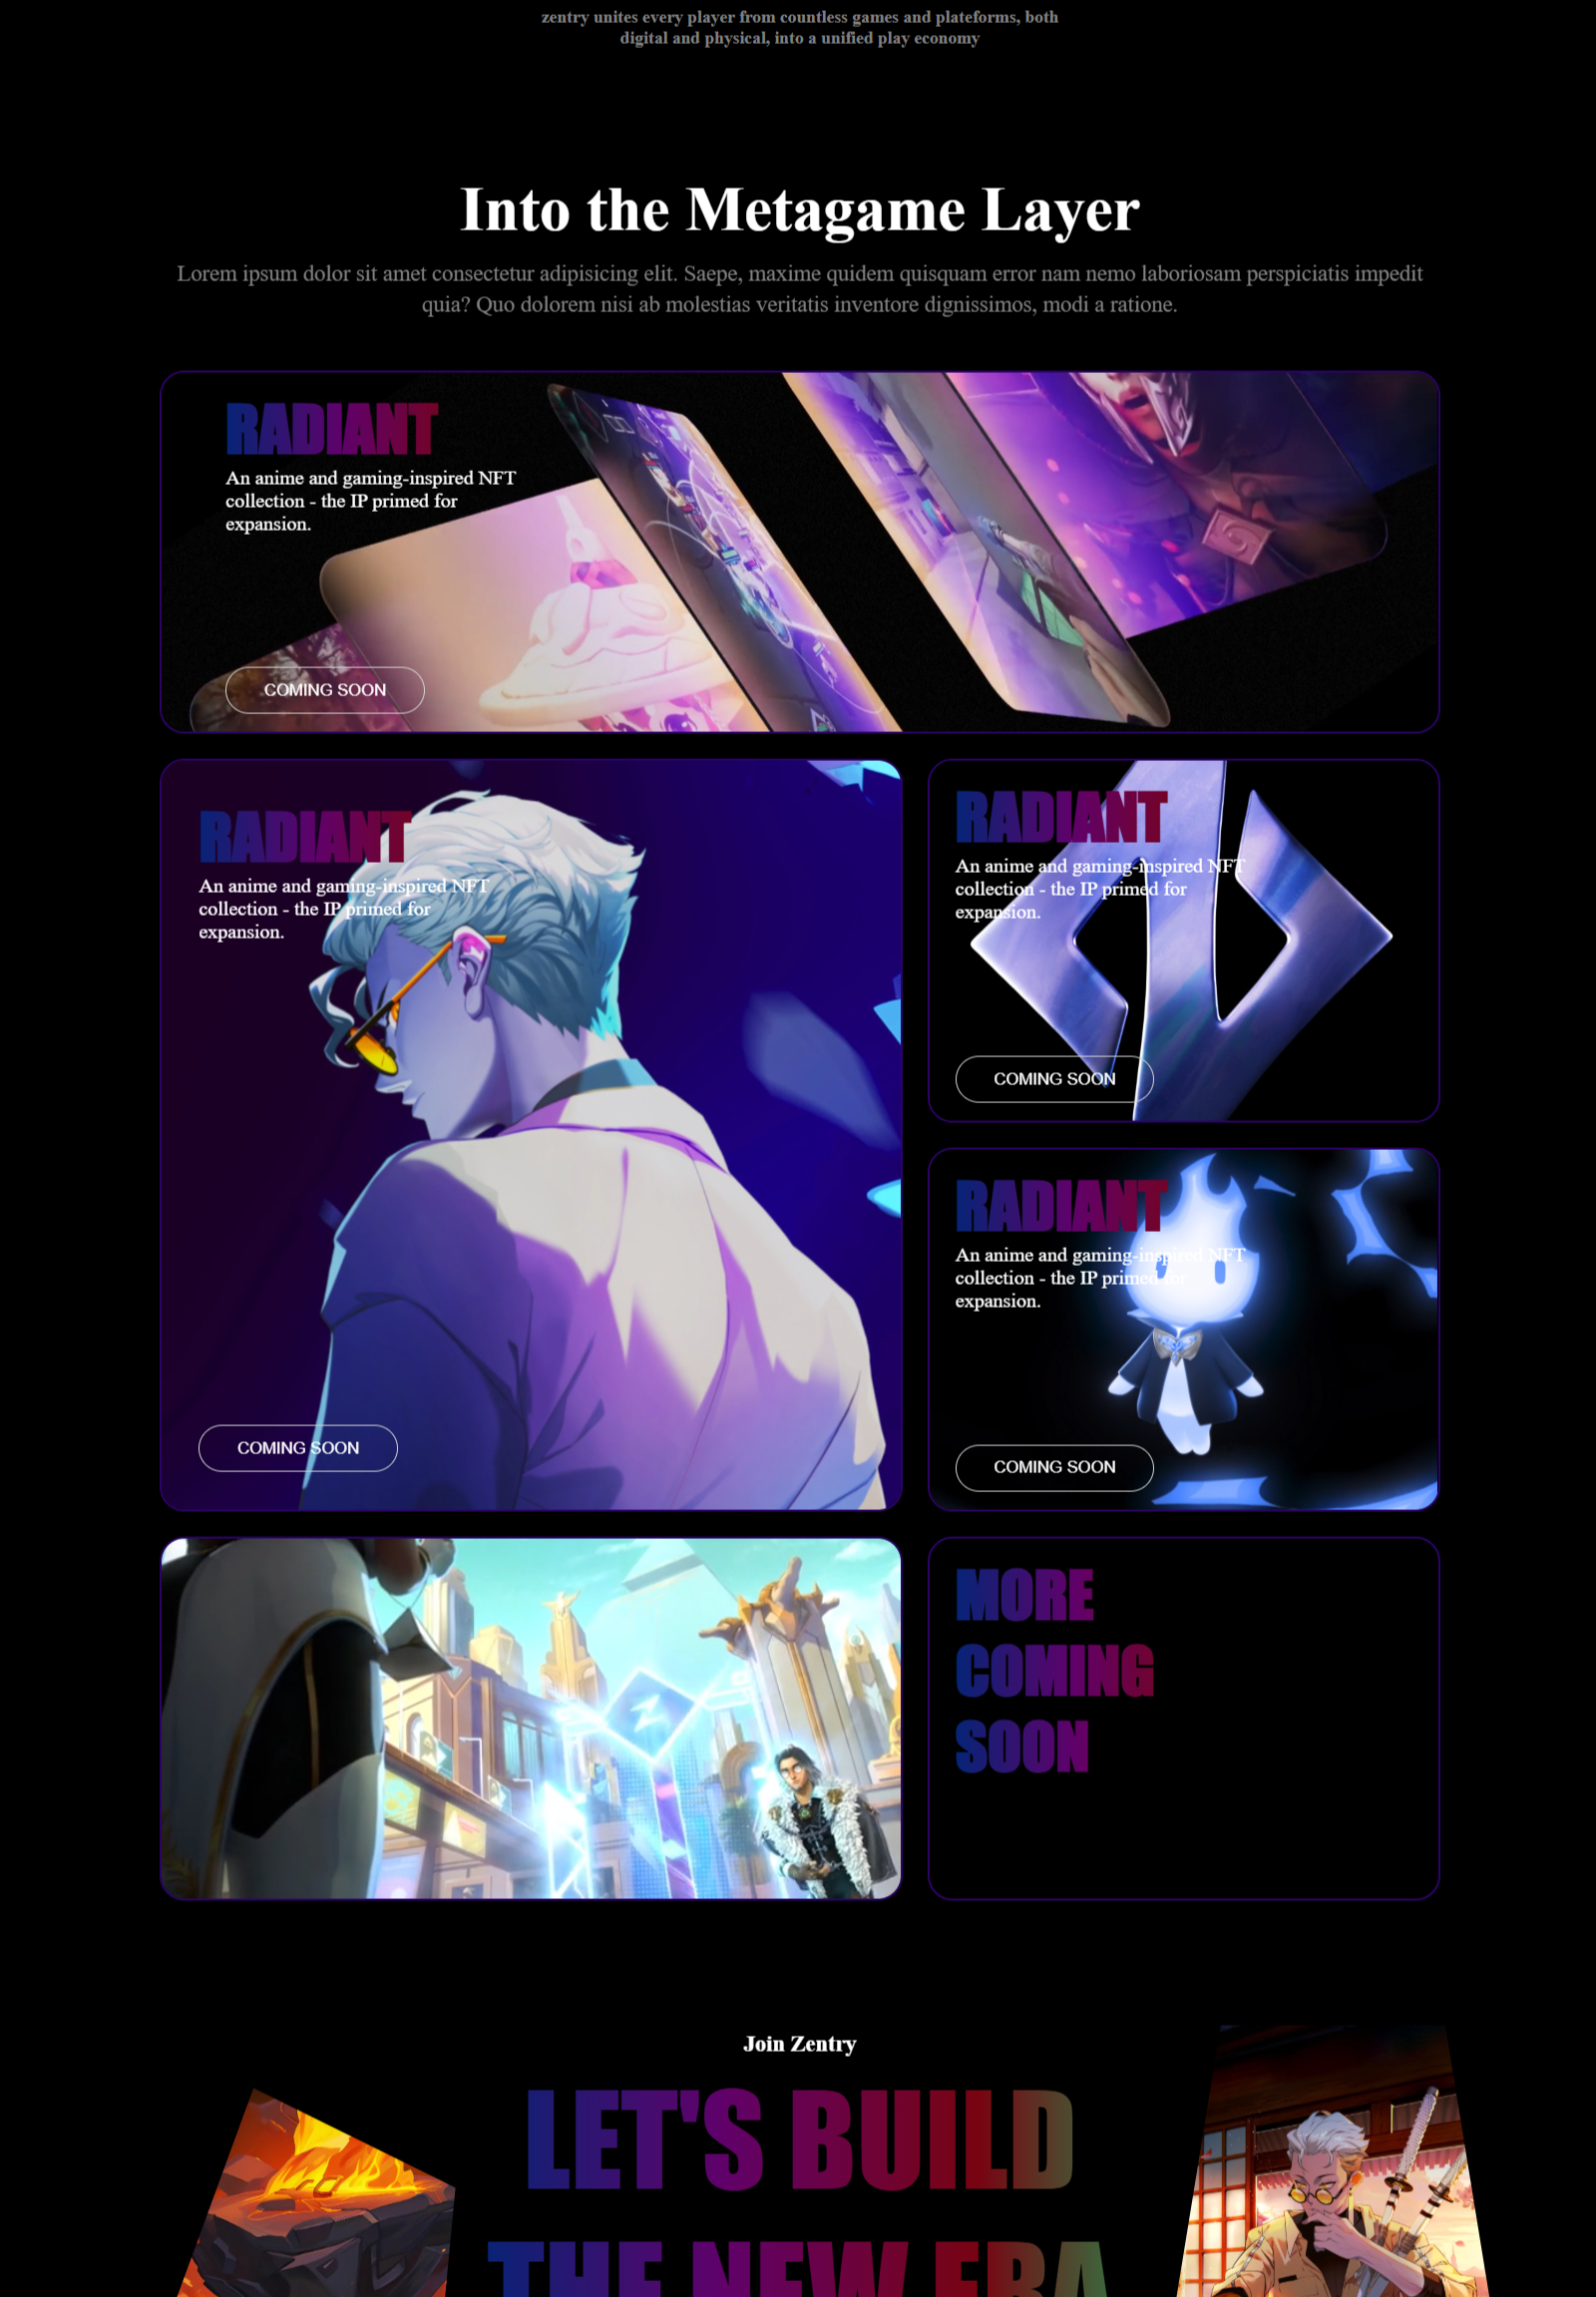 zentry unites every player from countless games and plateforms, both
digital and physical, into a unified play economy
Into the Metagame Layer
Lorem ipsum dolor sit amet consectetur adipisicing elit. Saepe, maxime quidem quisquam error nam nemo laboriosam perspiciatis impedit
quia? Quo dolorem nisi ab molestias veritatis inventore dignissimos, modi a ratione.
RADIANT
An anime and gaming-inspired NFT
collection - the IP primed for
expansion.
COMING SOON
RADIANT
An anime and gaming-inspired NFT
collection - the IP primed for
expansion.
COMING SOON
RADIANT
An anime and gaming-inspired NFT
collection - the IP primed for
expansion.
COMING SOON
RADIANT
An anime and gaming-inspired NFT
collection - the IP primed for
expansion.
COMING SOON
MORE
COMING
SOON
Join Zentry
LET'S BUILD
THE NEW ERA